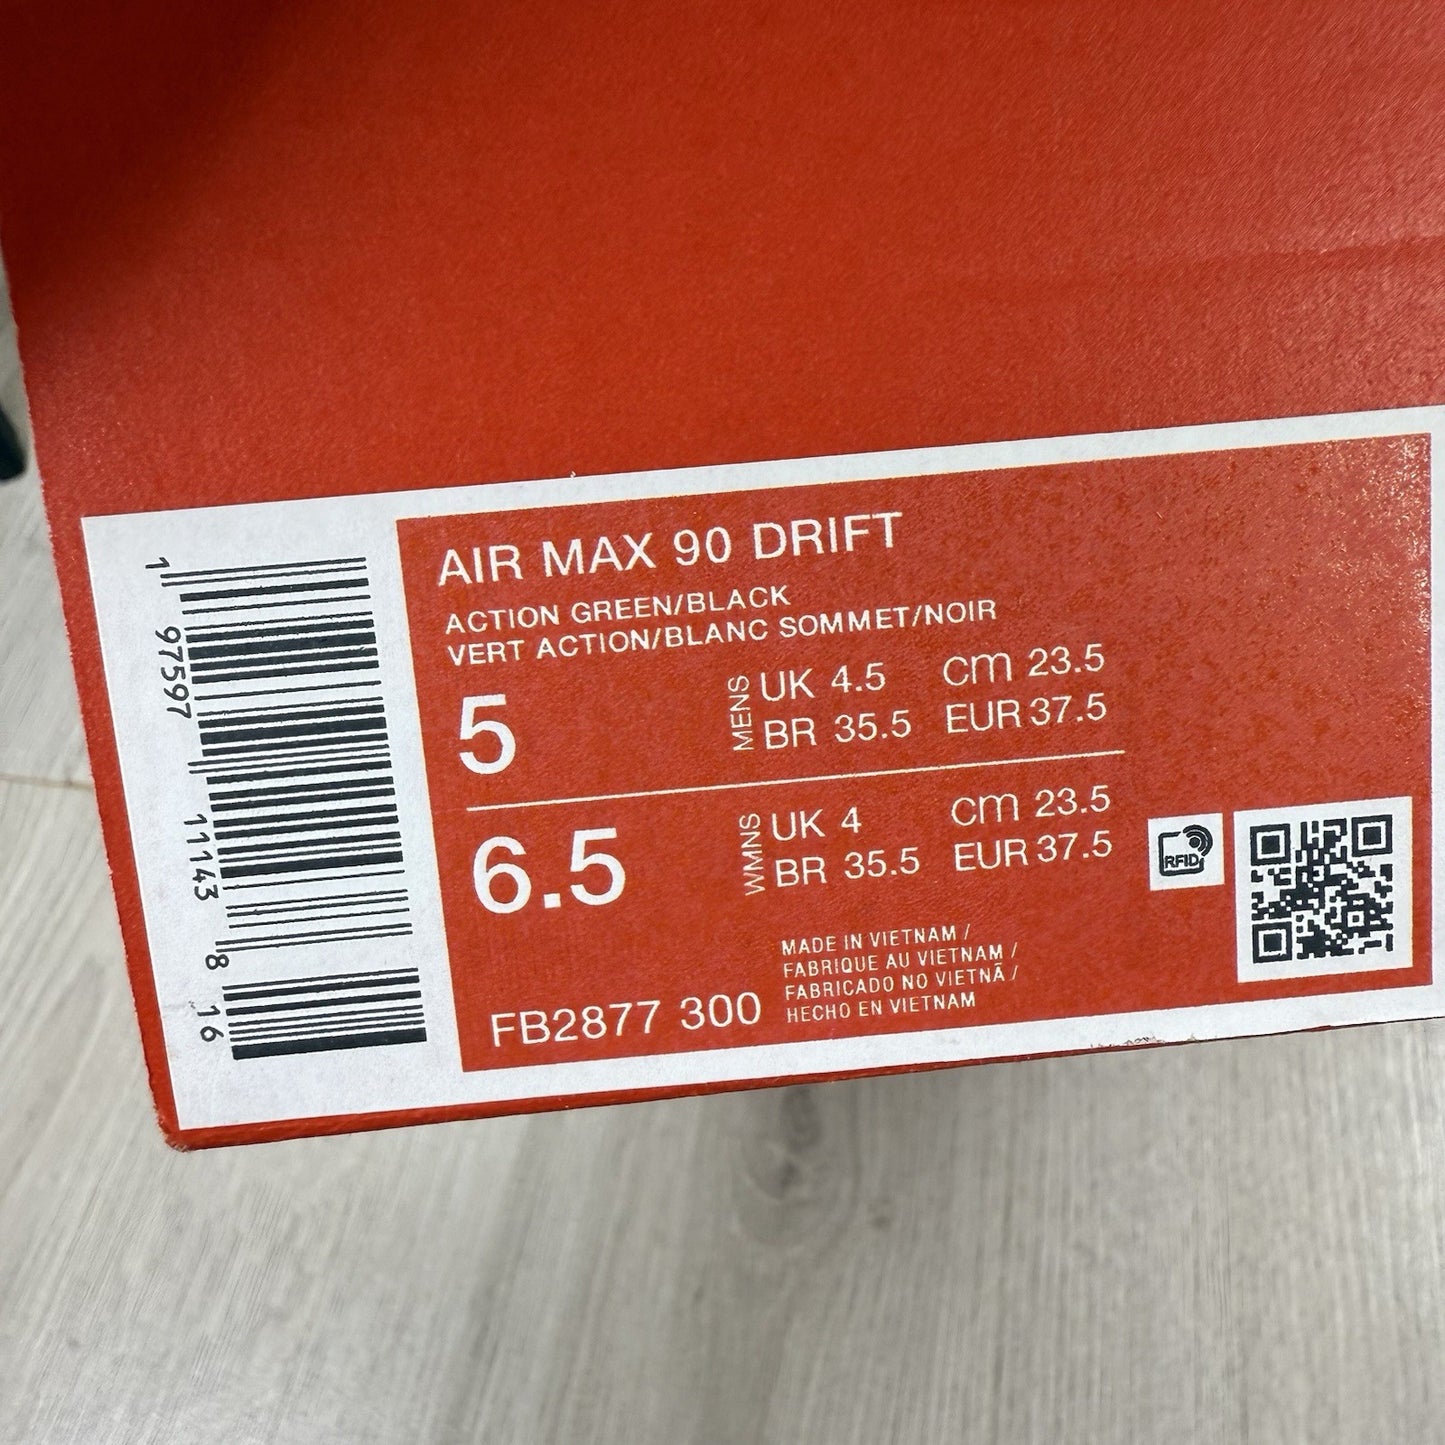 AIR MAX 90 DRIFT
ACTION GREEN/BLACK
VERT ACTION/BLANC SOMMET/NOIR
5
MENS
UK 4.5 CM 23.5
BR 35.5 EUR 37.5
6.5
WMNS
UK 4 CM 23.5
BR 35.5 EUR 37.5
FB2877 300
MADE IN VIETNAM /
FABRIQUE AU VIETNAM /
FABRICADO NO VIETNÃ /
HECHO EN VIETNAM
RFID
1 97597 11143 8 16